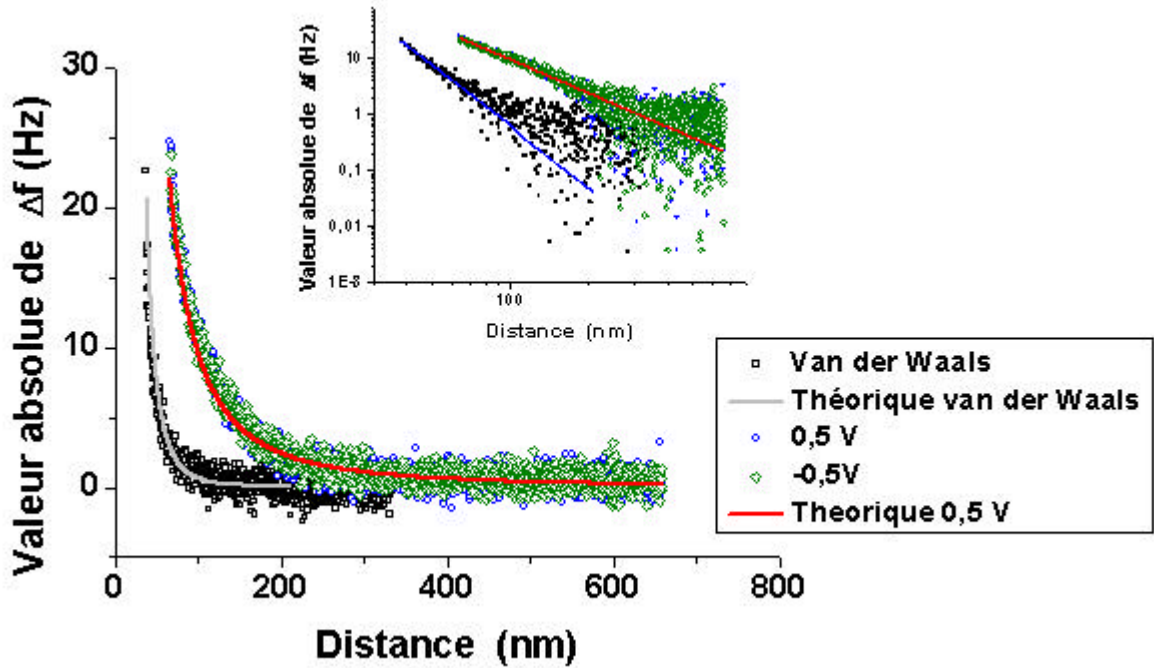 Valeur absolue de Δf (Hz)
30
20
10
0
0
200
400
600
800
Distance (nm)
Valeur absolue de Δf (Hz)
10
1
0,1
0,01
1E-3
100
Distance (nm)
Van der Waals
Théorique van der Waals
0,5 V
-0,5V
Theorique 0,5 V